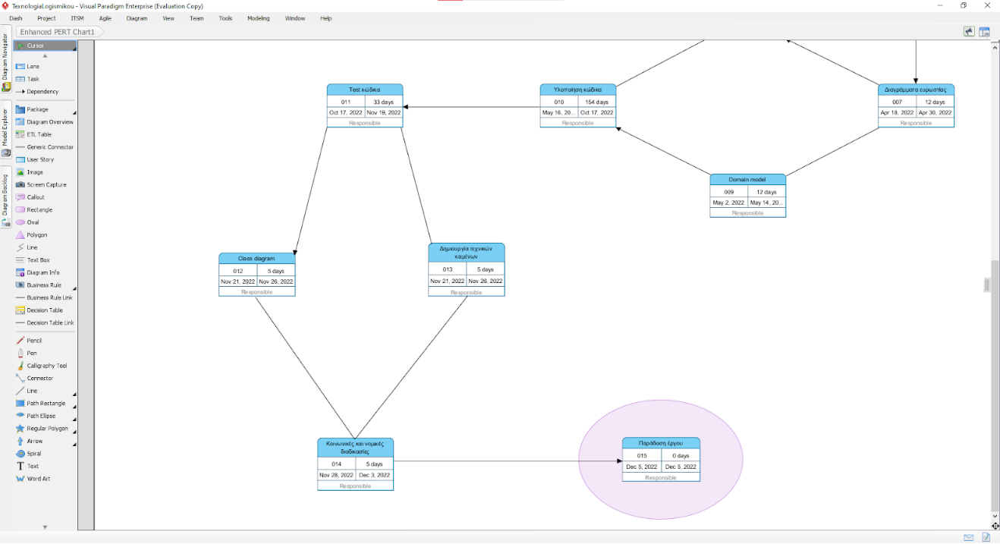 TexnologiaLogismikou - Visual Paradigm Enterprise (Evaluation Copy)
Dash Project ITSM Agile Diagram View Team Tools Modeling Window Help
Enhanced PERT Chart1
Diagram Navigator
Model Explorer
Diagram Backlog
Cursor
Lane
Task
Dependency
Package
Diagram Overview
ETL Table
Generic Connector
User Story
Image
Screen Capture
Callout
Rectangle
Oval
Polygon
Line
Text Box
Diagram Info
Business Rule
Business Rule Link
Decision Table
Decision Table Link
Pencil
Pen
Calligraphy Tool
Connector
Line
Path Rectangle
Path Elipse
Regular Polygon
Arrow
Spiral
Text
Word Art
Test κώδικα
011 33 days
Oct 17, 2022 Nov 19, 2022
Responsible
Υλοποίηση κώδικα
010 154 days
May 16, 20... Oct 17, 2022
Responsible
Διαγράμματα ευρωστίας
007 12 days
Apr 18, 2022 Apr 30, 2022
Responsible
Domain model
009 12 days
May 2, 2022 May 14, 20...
Responsible
Class diagram
012 5 days
Nov 21, 2022 Nov 26, 2022
Responsible
Δημιουργία τεχνικών
κειμένων
013 5 days
Nov 21, 2022 Nov 26, 2022
Responsible
Κοινωνικές και νομικές
διαδικασίες
014 5 days
Nov 28, 2022 Dec 3, 2022
Responsible
Παράδοση έργου
015 0 days
Dec 5, 2022 Dec 5, 2022
Responsible